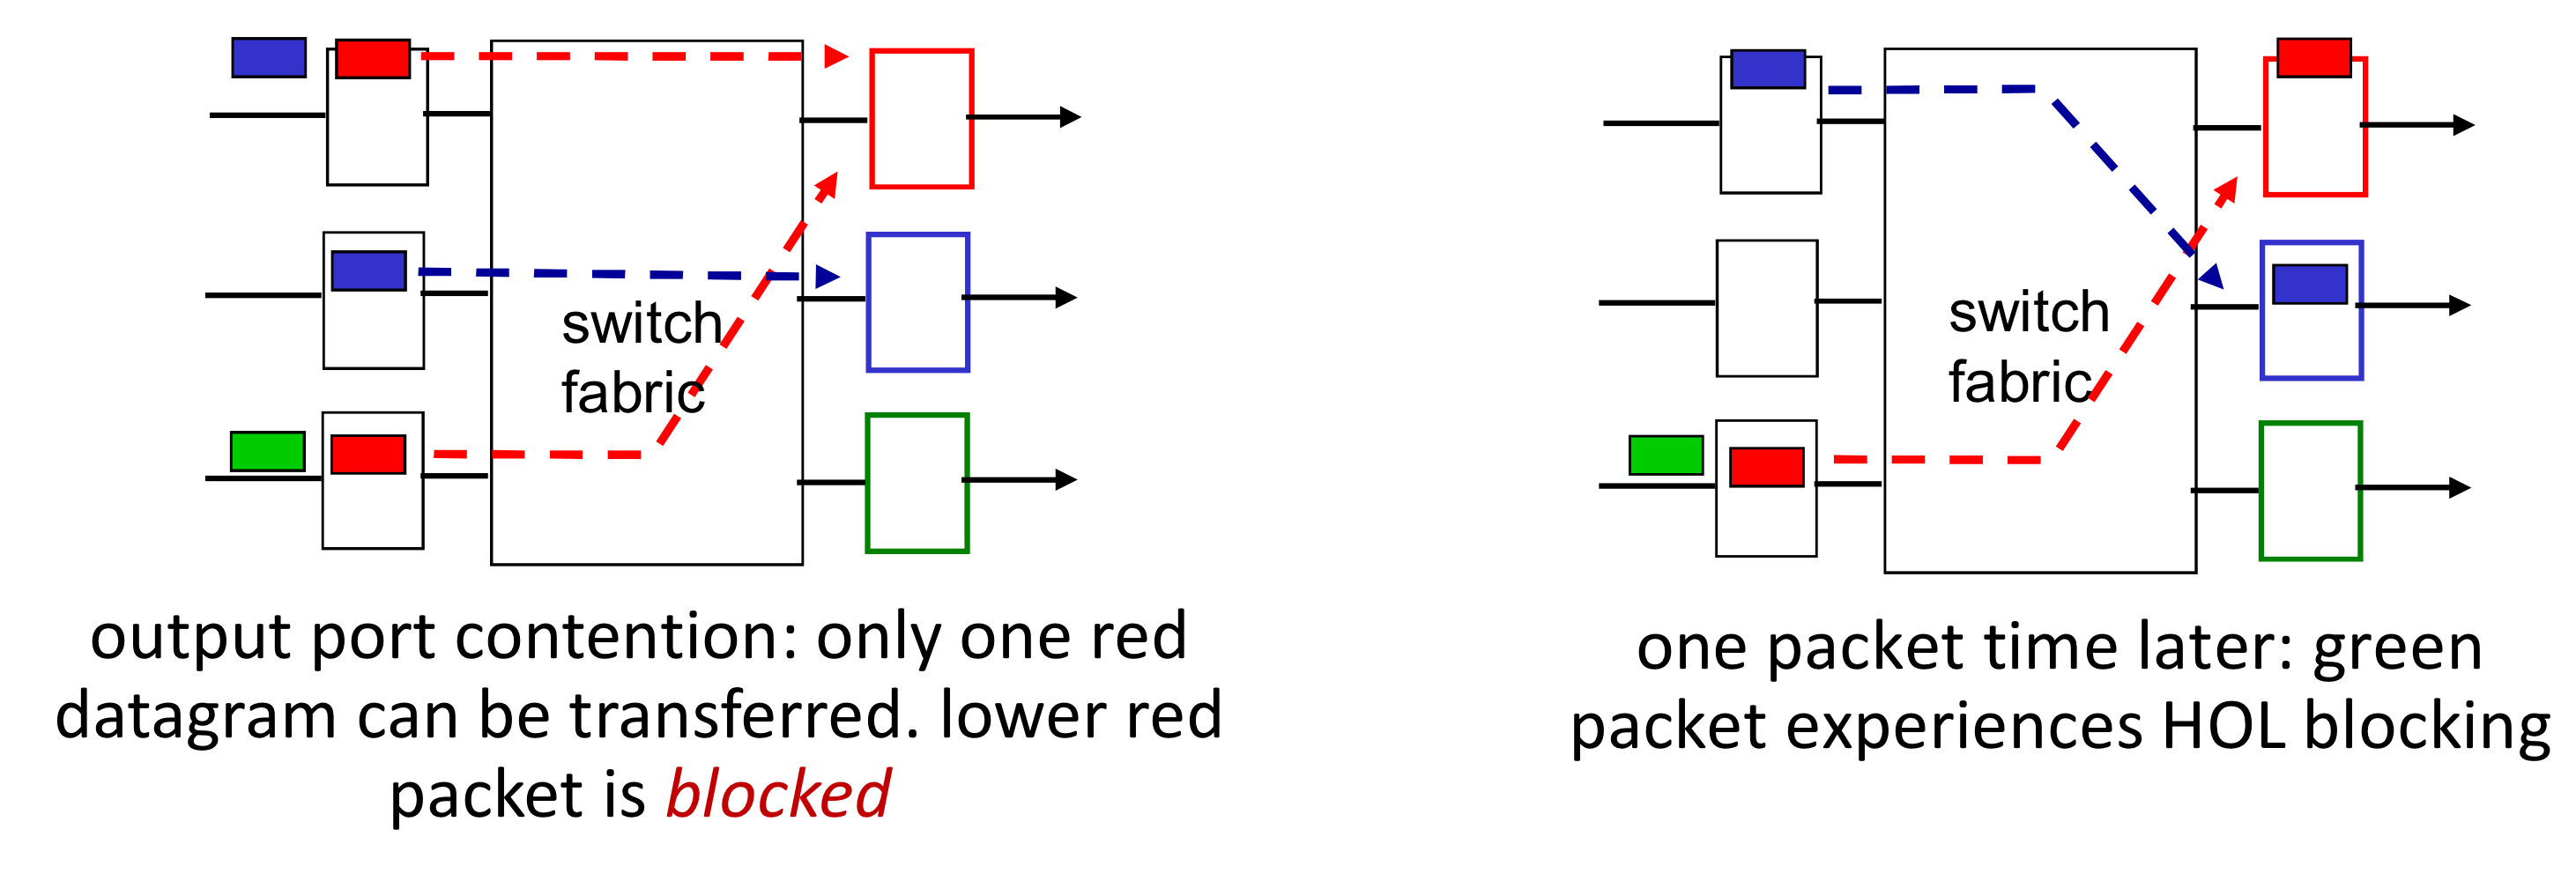 switch
fabric
output port contention: only one red
datagram can be transferred. lower red
packet is blocked
switch
fabric
one packet time later: green
packet experiences HOL blocking